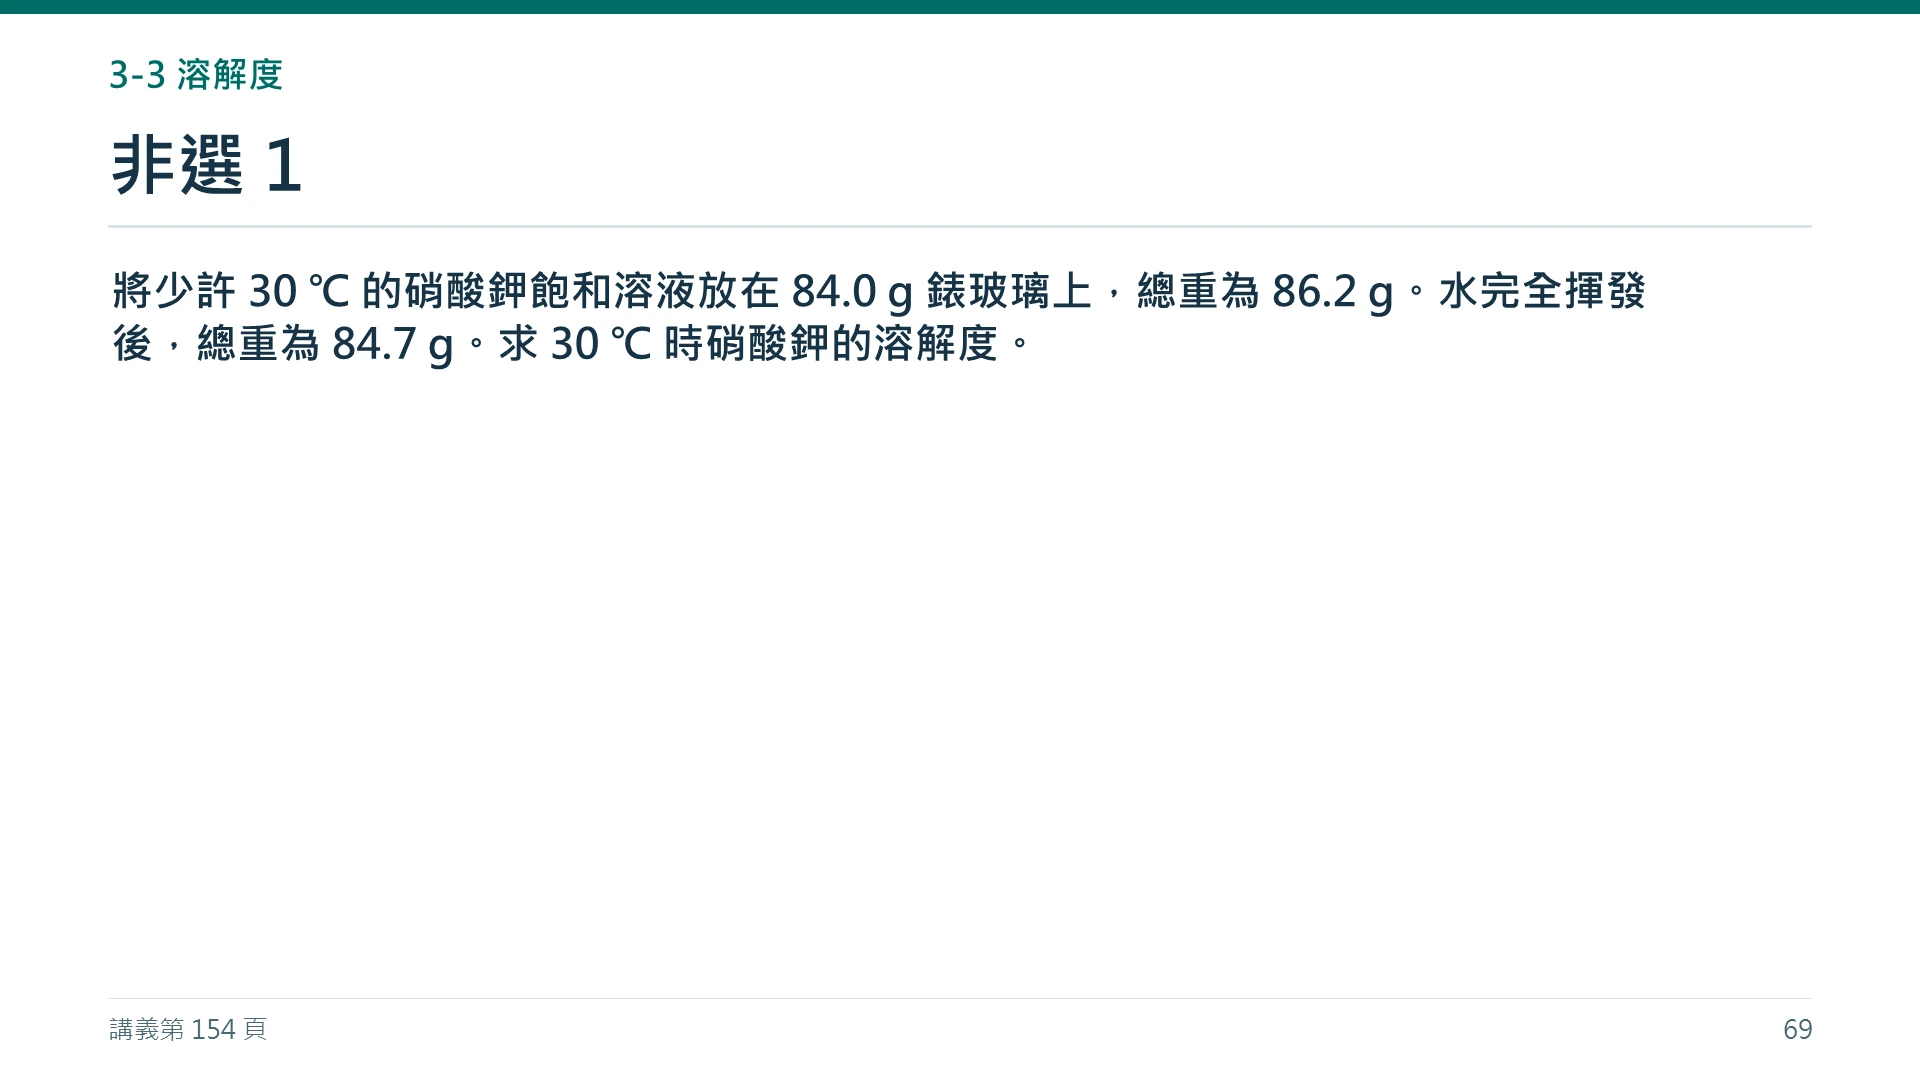 3-3 溶解度
非選 1
將少許 30 ℃ 的硝酸鉀飽和溶液放在 84.0 g 錶玻璃上，總重為 86.2 g。水完全揮發
後，總重為 84.7 g。求 30 ℃ 時硝酸鉀的溶解度。
講義第 154 頁
69